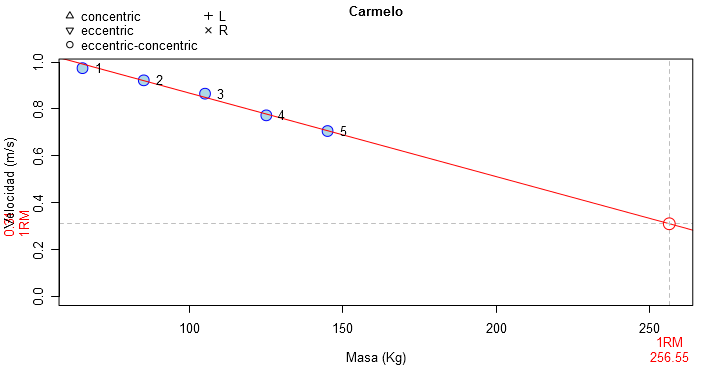 Carmelo
concentric
eccentric
eccentric-concentric
L
R
Velocidad (m/s)
1RM
1.0
0.8
0.6
0.4
0.2
0.0
1
2
3
4
5
100
150
200
250
Masa (Kg)
1RM
256.55